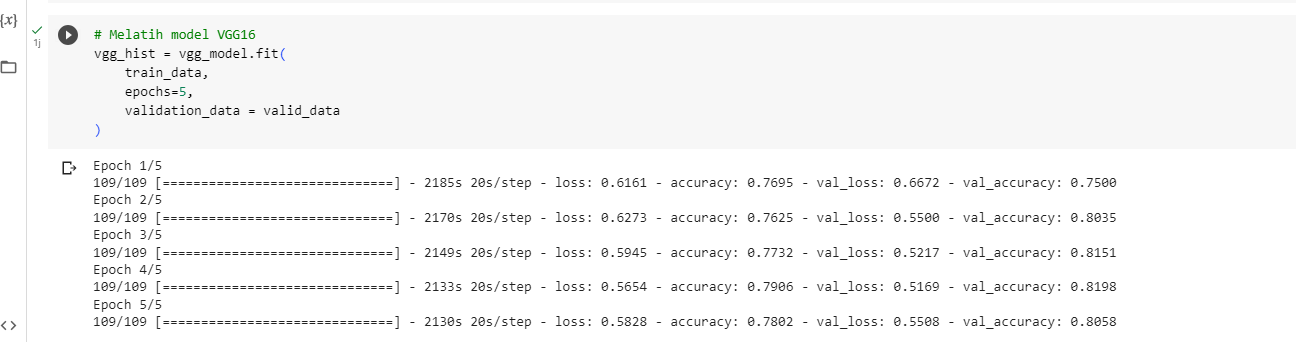 {x}
1j
# Melatih model VGG16
vgg_hist = vgg_model.fit(
    train_data,
    epochs=5,
    validation_data = valid_data
)
Epoch 1/5
109/109 [==============================] - 2185s 20s/step - loss: 0.6161 - accuracy: 0.7695 - val_loss: 0.6672 - val_accuracy: 0.7500
Epoch 2/5
109/109 [==============================] - 2170s 20s/step - loss: 0.6273 - accuracy: 0.7625 - val_loss: 0.5500 - val_accuracy: 0.8035
Epoch 3/5
109/109 [==============================] - 2149s 20s/step - loss: 0.5945 - accuracy: 0.7732 - val_loss: 0.5217 - val_accuracy: 0.8151
Epoch 4/5
109/109 [==============================] - 2133s 20s/step - loss: 0.5654 - accuracy: 0.7906 - val_loss: 0.5169 - val_accuracy: 0.8198
Epoch 5/5
109/109 [==============================] - 2130s 20s/step - loss: 0.5828 - accuracy: 0.7802 - val_loss: 0.5508 - val_accuracy: 0.8058